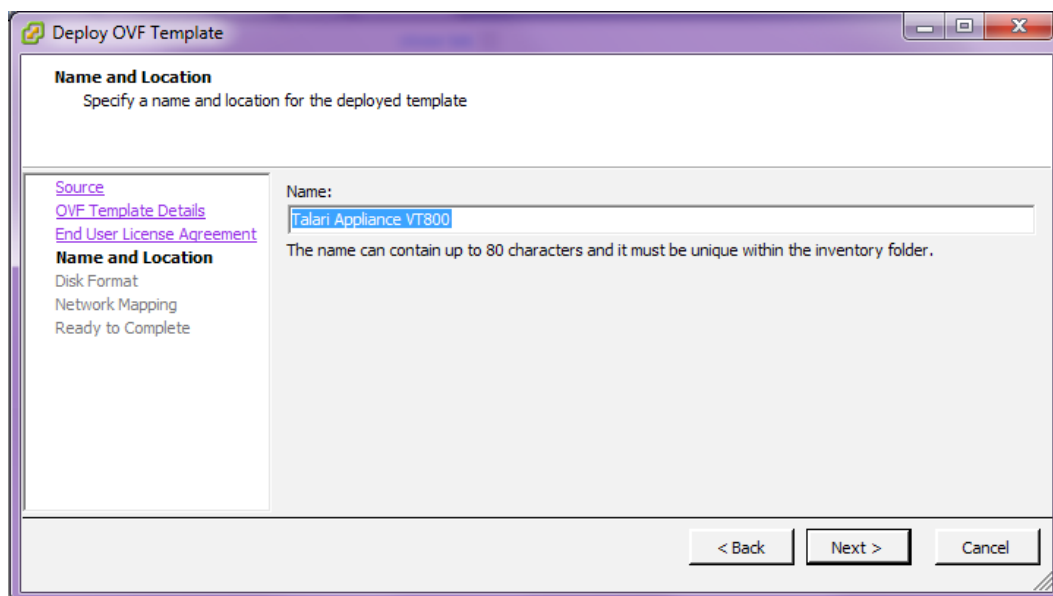 Deploy OVF Template
Name and Location
Specify a name and location for the deployed template
Source
OVF Template Details
End User License Agreement
Name and Location
Disk Format
Network Mapping
Ready to Complete
Name:
Talari Appliance VT800
The name can contain up to 80 characters and it must be unique within the inventory folder.
< Back
Next >
Cancel